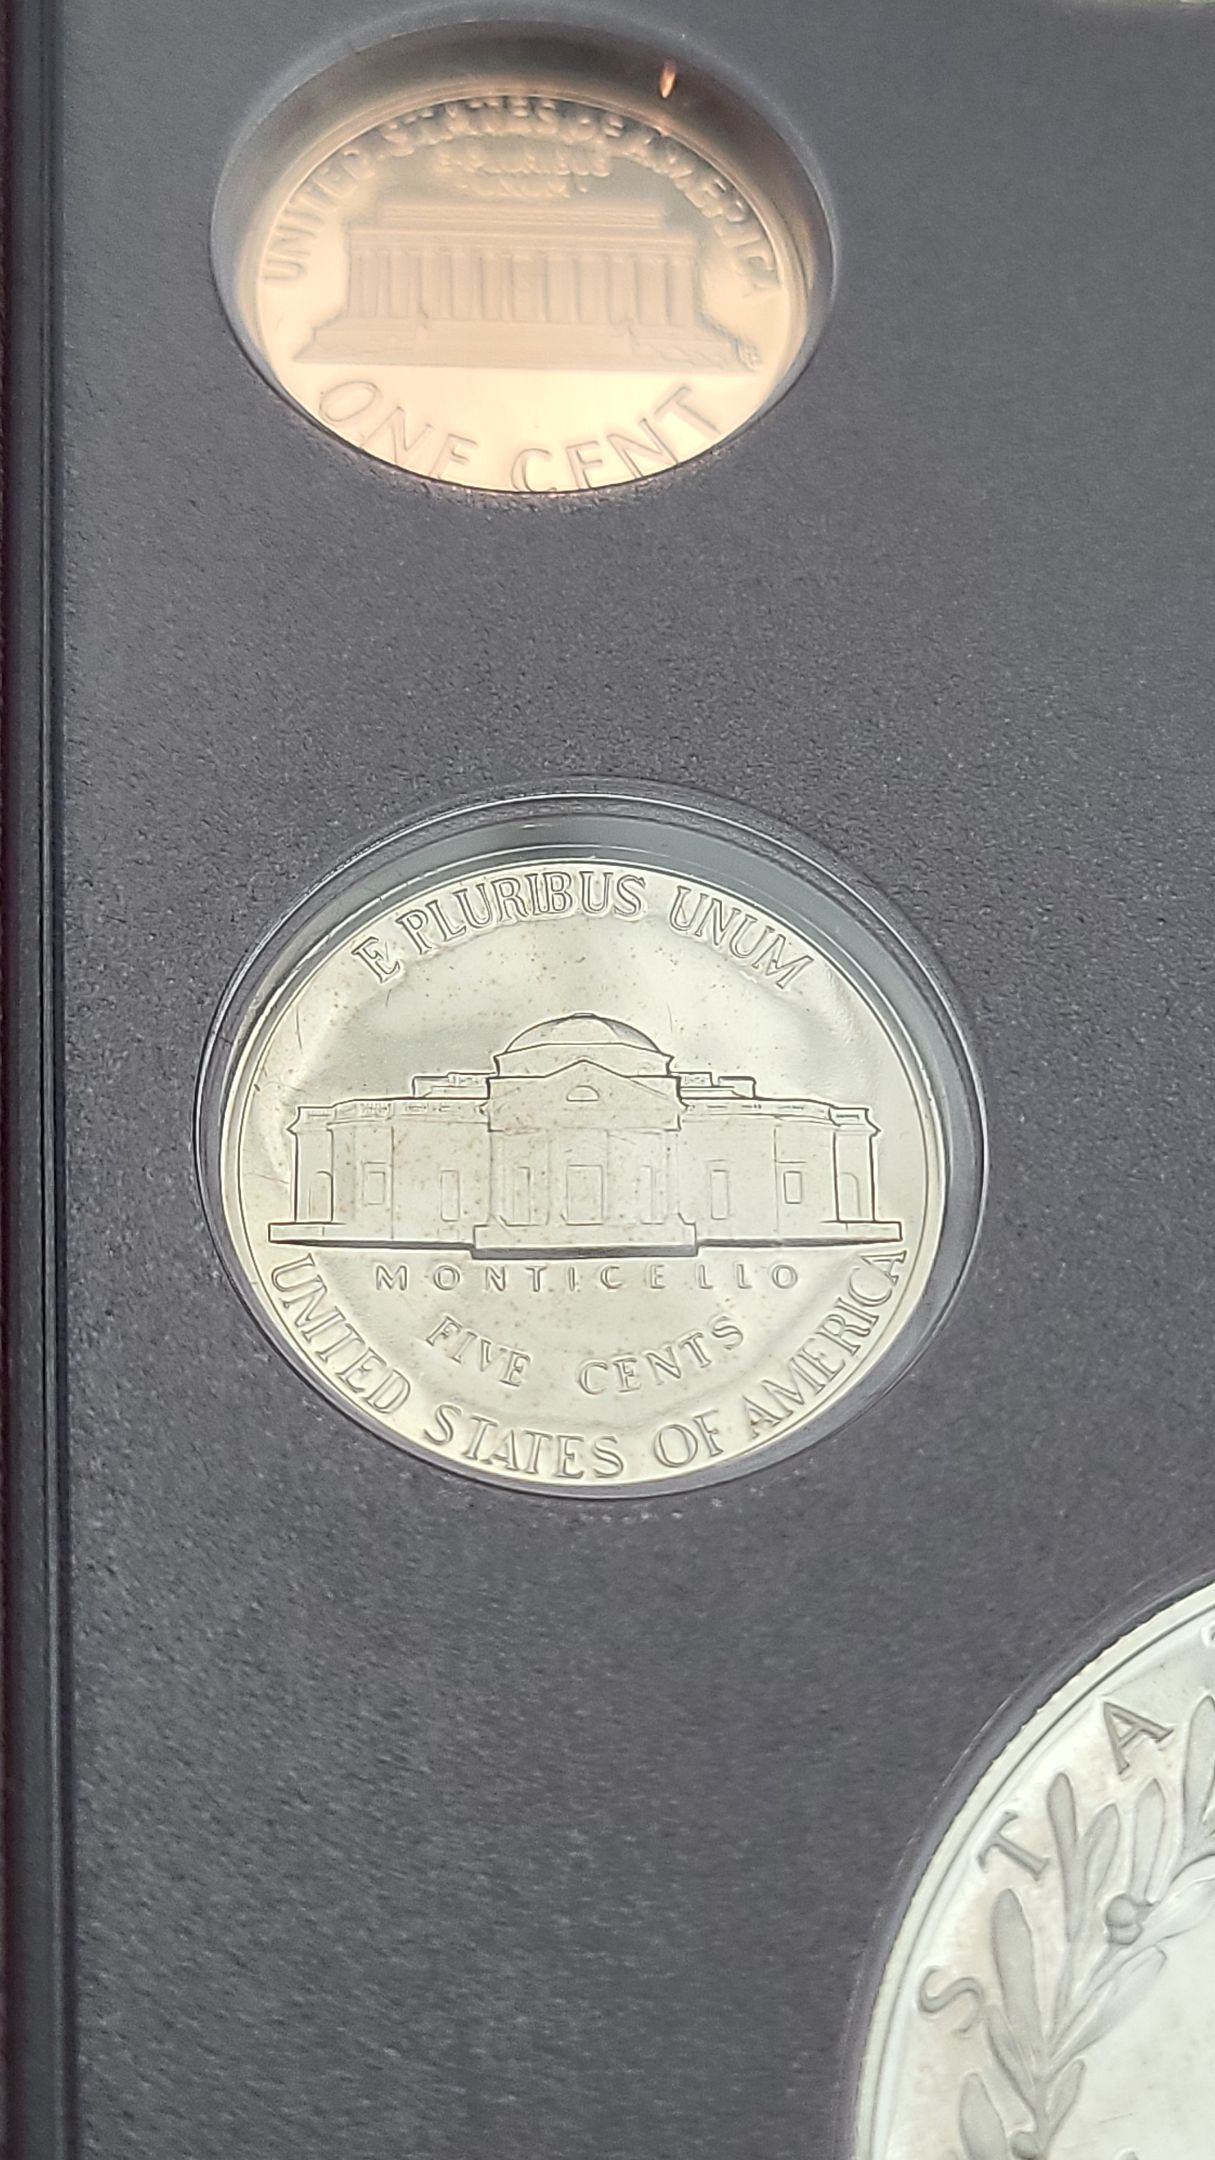 UNITED STATES OF AMERICA
E PLURIBUS
UNUM
ONE CENT
E PLURIBUS UNUM
MONTICELLO
FIVE CENTS
UNITED STATES OF AMERICA
STA